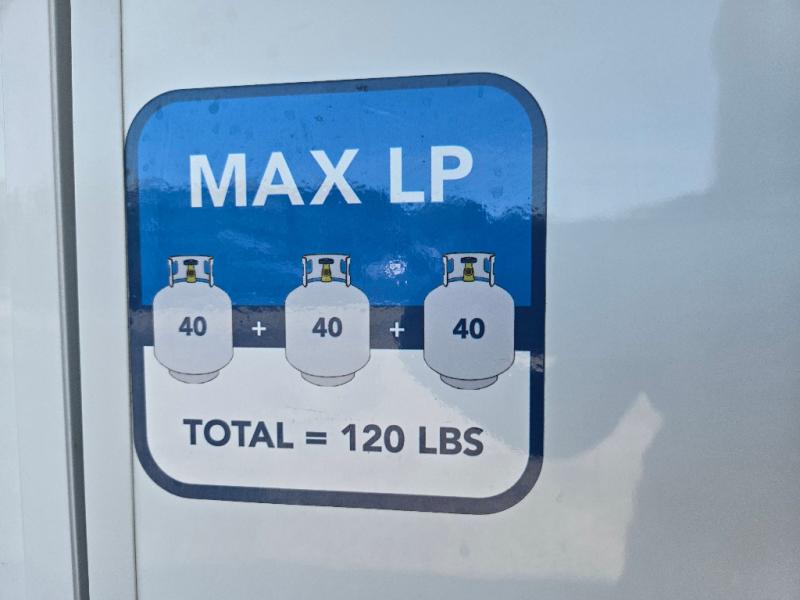 MAX LP
40 + 40 + 40
TOTAL = 120 LBS